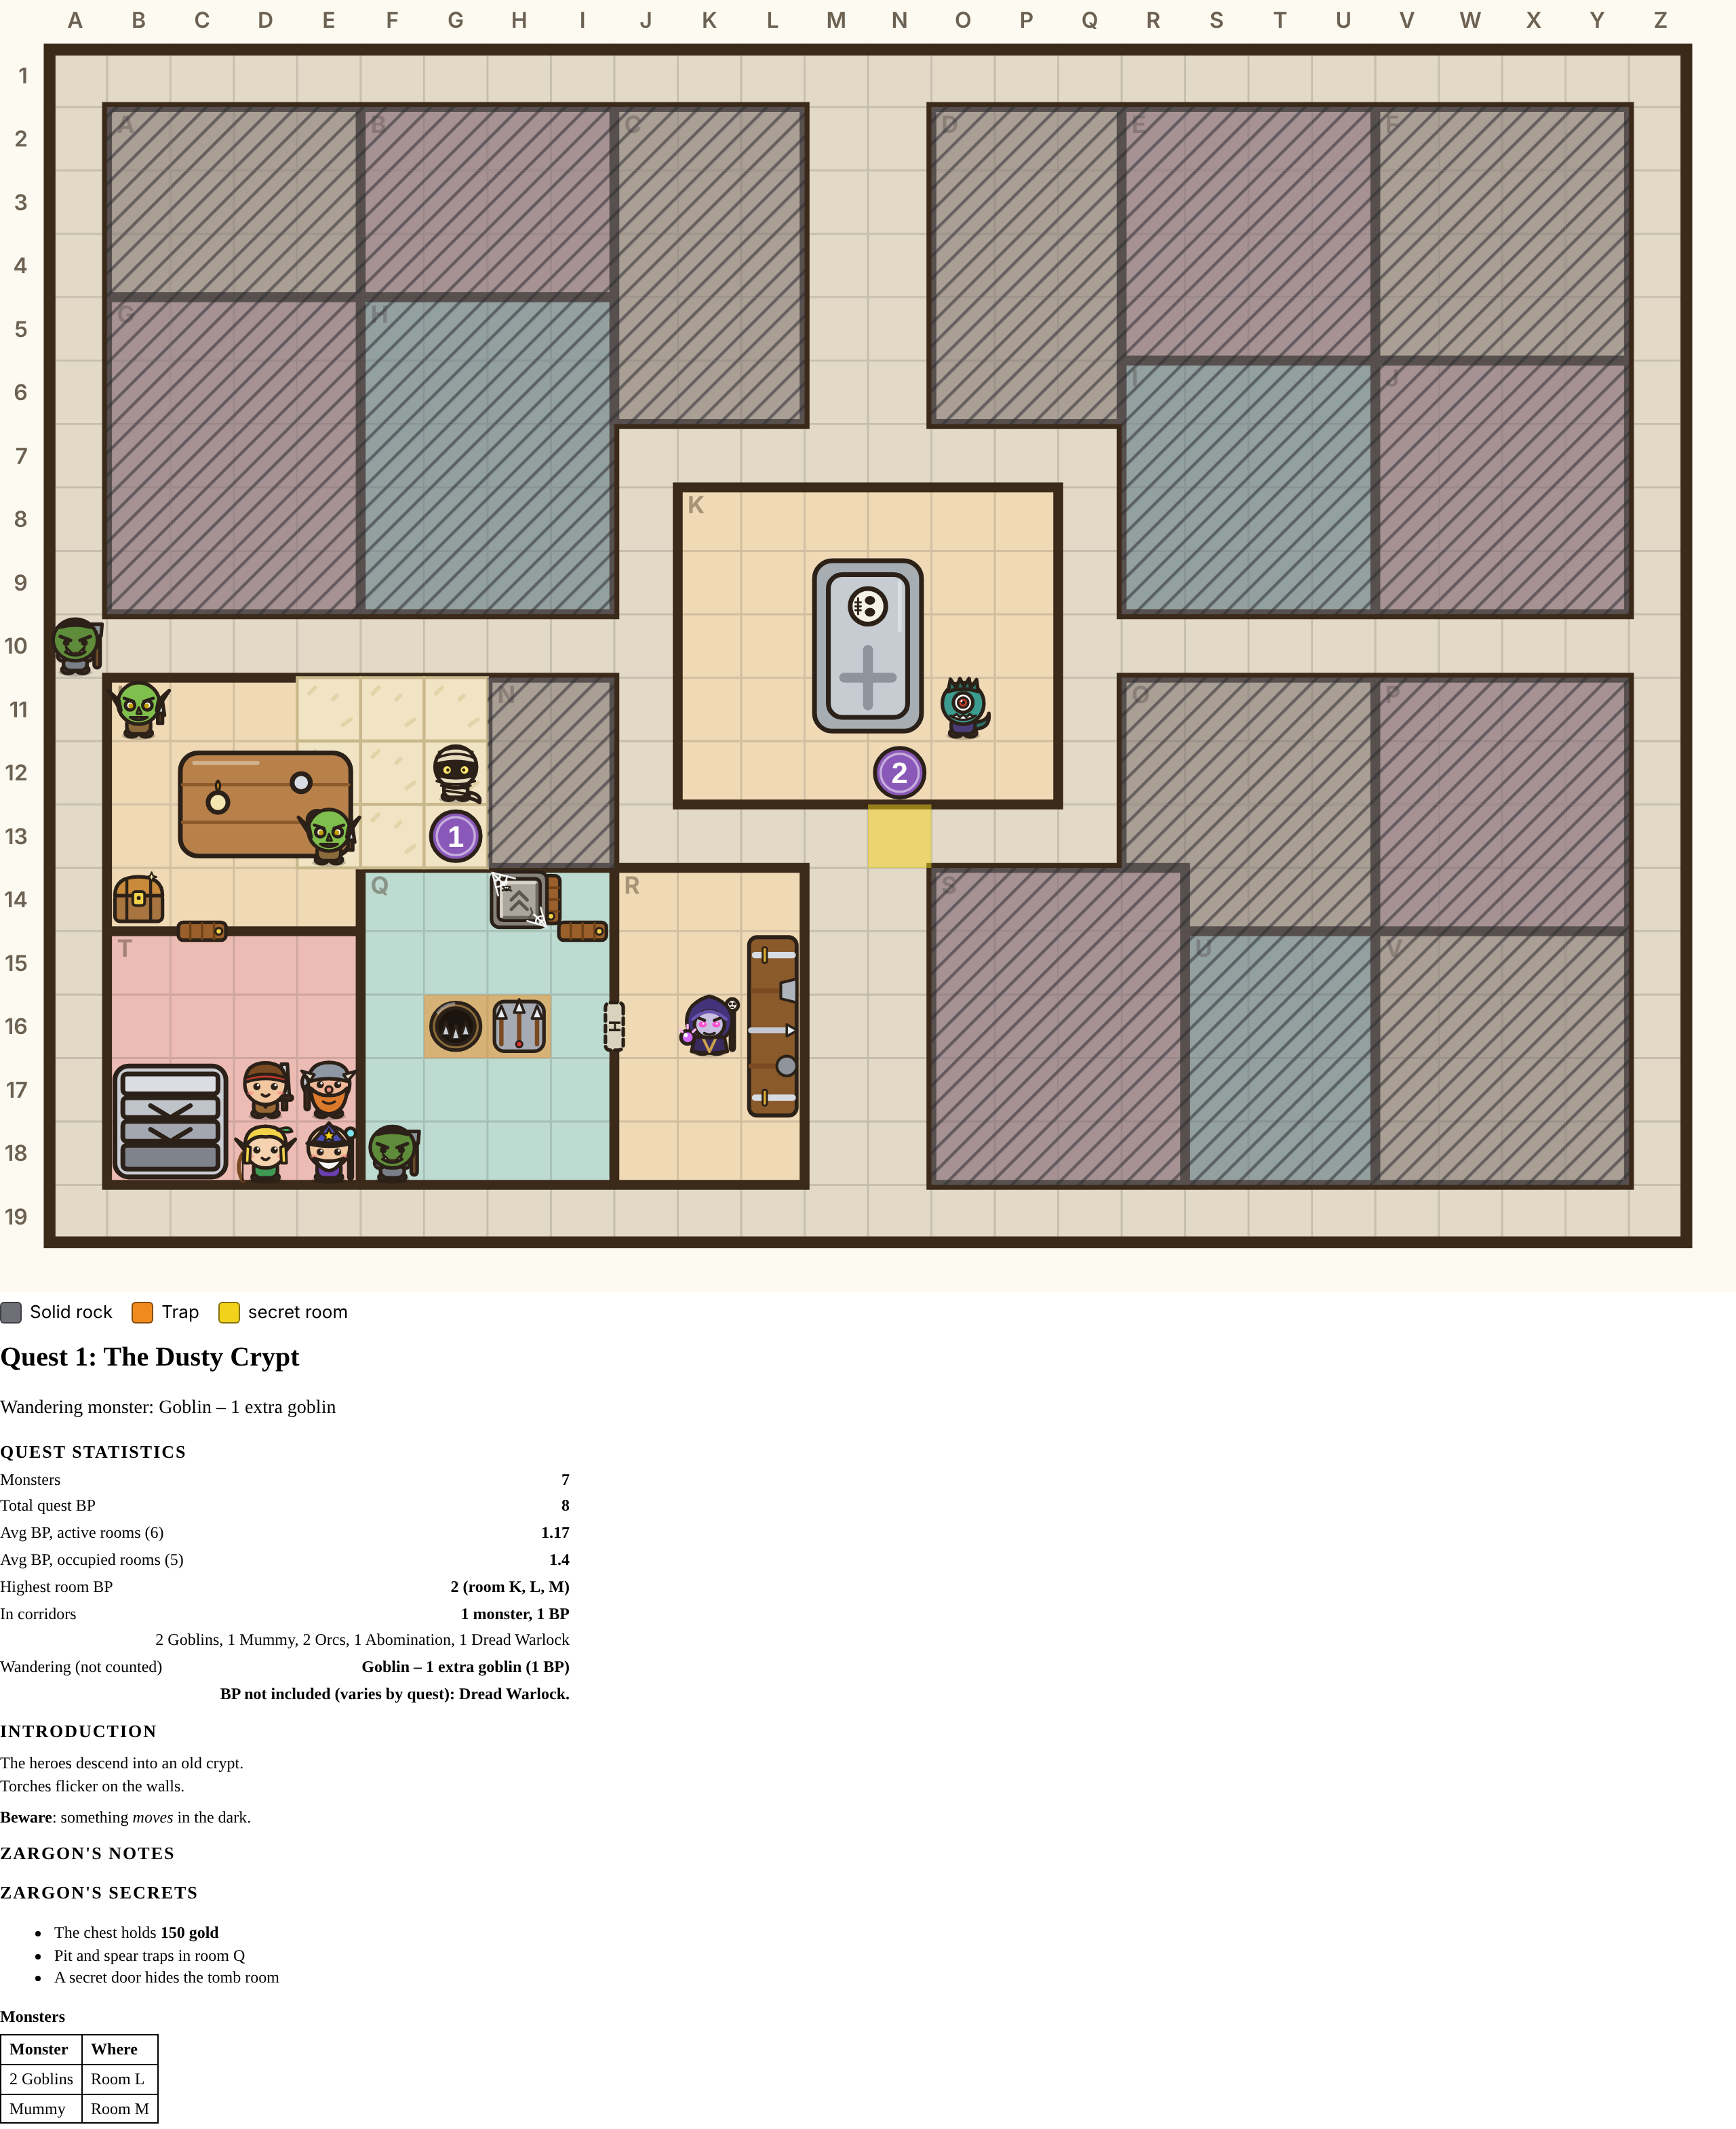 A B C D E F G H I J K L M N O P Q R S T U V W X Y Z
1
2
3
4
5
6
7
8
9
10
11
12
13
14
15
16
17
18
19
A B C D E F
G H
I J
K
N O P
2
1
Q R S
T U V
H
Solid rock Trap secret room
Quest 1: The Dusty Crypt
Wandering monster: Goblin – 1 extra goblin
QUEST STATISTICS
Monsters 7
Total quest BP 8
Avg BP, active rooms (6) 1.17
Avg BP, occupied rooms (5) 1.4
Highest room BP 2 (room K, L, M)
In corridors 1 monster, 1 BP
2 Goblins, 1 Mummy, 2 Orcs, 1 Abomination, 1 Dread Warlock
Wandering (not counted) Goblin – 1 extra goblin (1 BP)
BP not included (varies by quest): Dread Warlock.
INTRODUCTION
The heroes descend into an old crypt.
Torches flicker on the walls.
Beware: something moves in the dark.
ZARGON'S NOTES
ZARGON'S SECRETS
The chest holds 150 gold
Pit and spear traps in room Q
A secret door hides the tomb room
Monsters
Monster Where
2 Goblins Room L
Mummy Room M